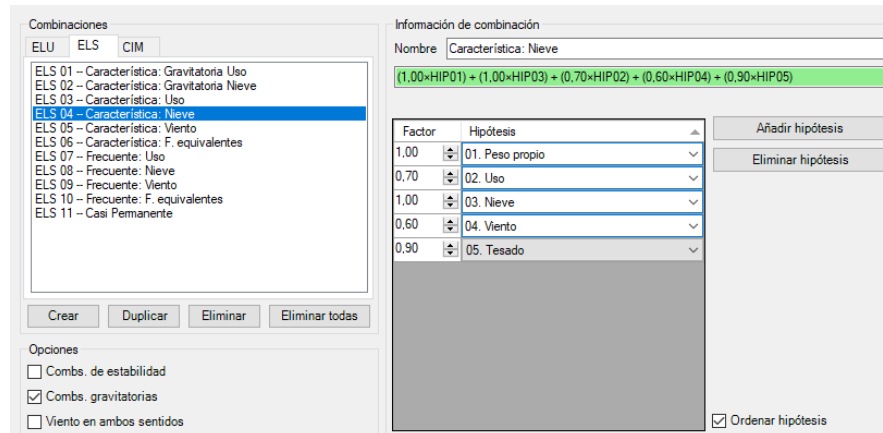 Combinaciones
ELU ELS CIM
ELS 01 -- Característica: Gravitatoria Uso
ELS 02 -- Característica: Gravitatoria Nieve
ELS 03 -- Característica: Uso
ELS 04 -- Característica: Nieve
ELS 05 -- Característica: Viento
ELS 06 -- Característica: F. equivalentes
ELS 07 -- Frecuente: Uso
ELS 08 -- Frecuente: Nieve
ELS 09 -- Frecuente: Viento
ELS 10 -- Frecuente: F. equivalentes
ELS 11 -- Casi Permanente
Crear Duplicar Eliminar Eliminar todas
Opciones
Combs. de estabilidad
Combs. gravitatorias
Viento en ambos sentidos
Información de combinación
Nombre Característica: Nieve
(1,00×HIP01) + (1,00×HIP03) + (0,70×HIP02) + (0,60×HIP04) + (0,90×HIP05)
Factor Hipótesis
1,00 01. Peso propio
0,70 02. Uso
1,00 03. Nieve
0,60 04. Viento
0,90 05. Tesado
Añadir hipótesis
Eliminar hipótesis
Ordenar hipótesis